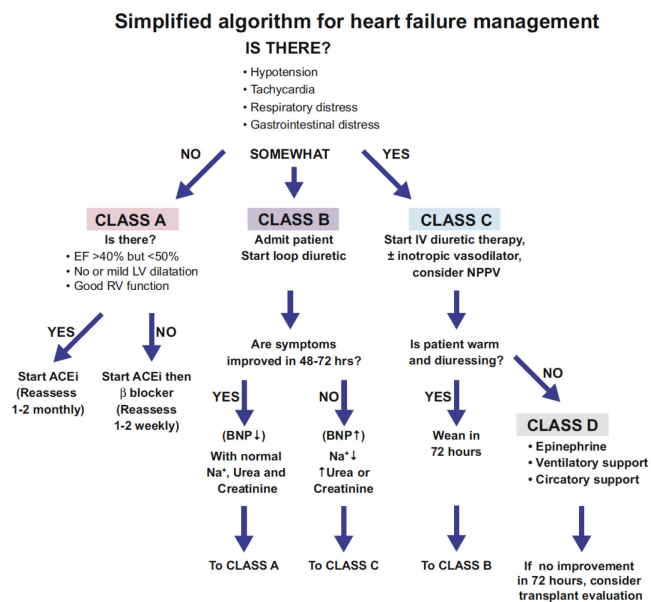 Simplified algorithm for heart failure management
IS THERE?
• Hypotension
• Tachycardia
• Respiratory distress
• Gastrointestinal distress
NO
SOMEWHAT
YES
CLASS A
Is there?
• EF >40% but <50%
• No or mild LV dilatation
• Good RV function
YES
NO
Start ACEi
(Reassess
1-2 monthly)
Start ACEi then
β blocker
(Reassess
1-2 weekly)
CLASS B
Admit patient
Start loop diuretic
Are symptoms
improved in 48-72 hrs?
YES
NO
(BNP↓)
With normal
Na⁺, Urea and
Creatinine
To CLASS A
(BNP↑)
Na⁺↓
↑Urea or
Creatinine
To CLASS C
CLASS C
Start IV diuretic therapy,
± inotropic vasodilator,
consider NPPV
Is patient warm
and diuressing?
YES
NO
Wean in
72 hours
To CLASS B
CLASS D
• Epinephrine
• Ventilatory support
• Circatory support
If no improvement
in 72 hours, consider
transplant evaluation